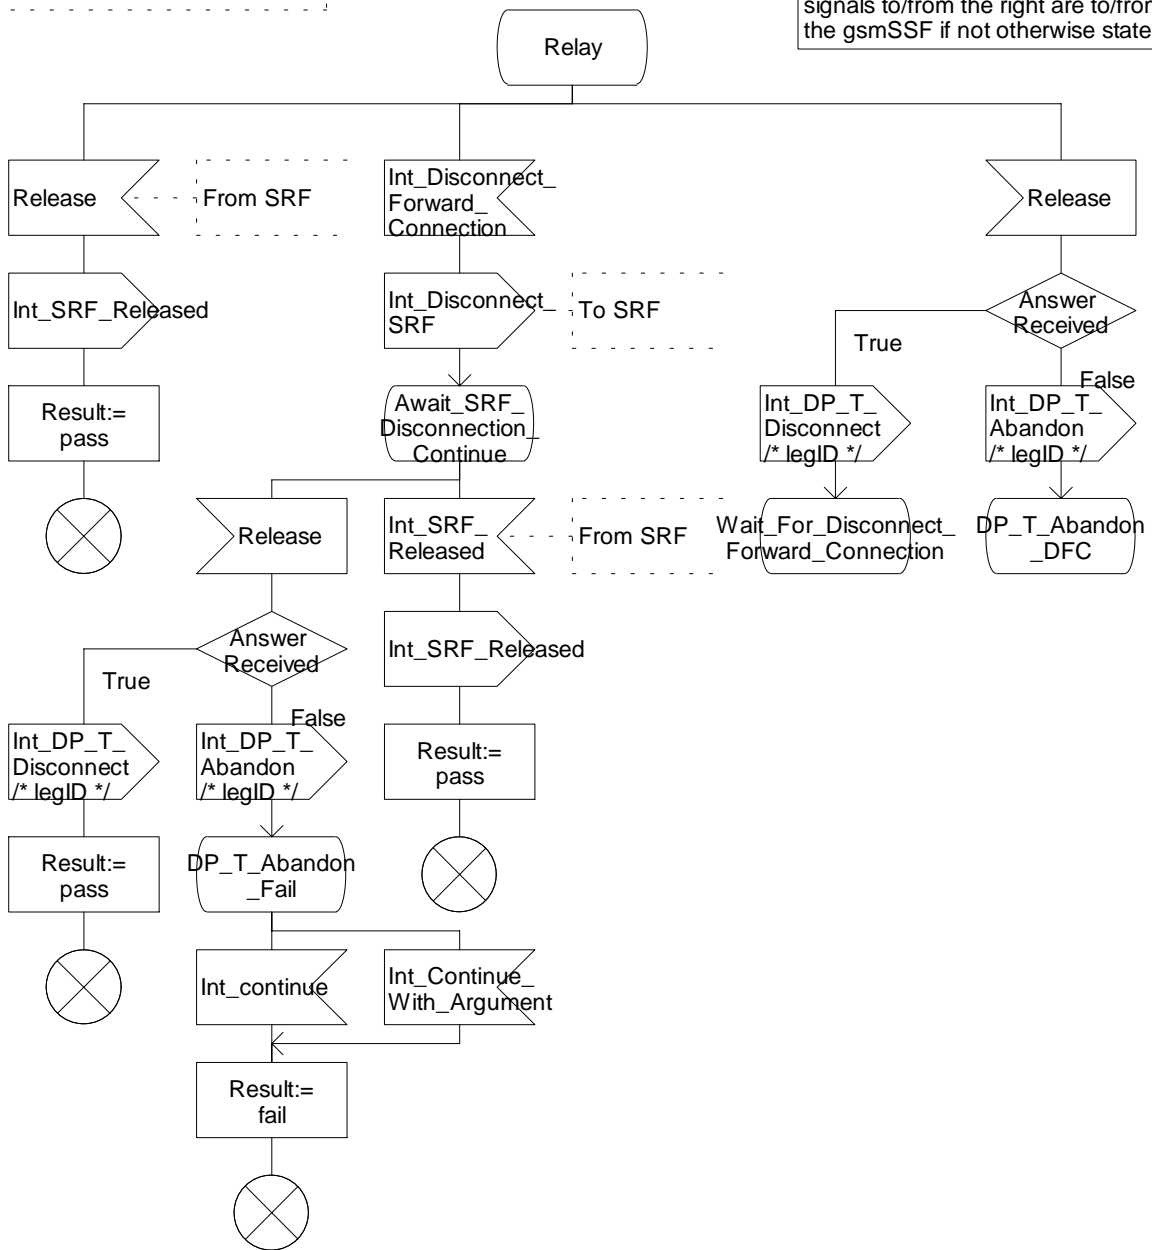 signals to/from the right are to/from
the gsmSSF if not otherwise state
Relay
Release
From SRF
Int_Disconnect_
Forward_
Connection
Release
Int_SRF_Released
Int_Disconnect_
SRF
To SRF
Answer
Received
True
False
Result:=
pass
Await_SRF_
Disconnection_
Continue
Int_DP_T_
Disconnect
/* legID */
Int_DP_T_
Abandon
/* legID */
Release
Int_SRF_
Released
From SRF
Wait_For_Disconnect_
Forward_Connection
DP_T_Abandon
_DFC
Answer
Received
Int_SRF_Released
True
False
Int_DP_T_
Disconnect
/* legID */
Int_DP_T_
Abandon
/* legID */
Result:=
pass
Result:=
pass
DP_T_Abandon
_Fail
Int_continue
Int_Continue_
With_Argument
Result:=
fail